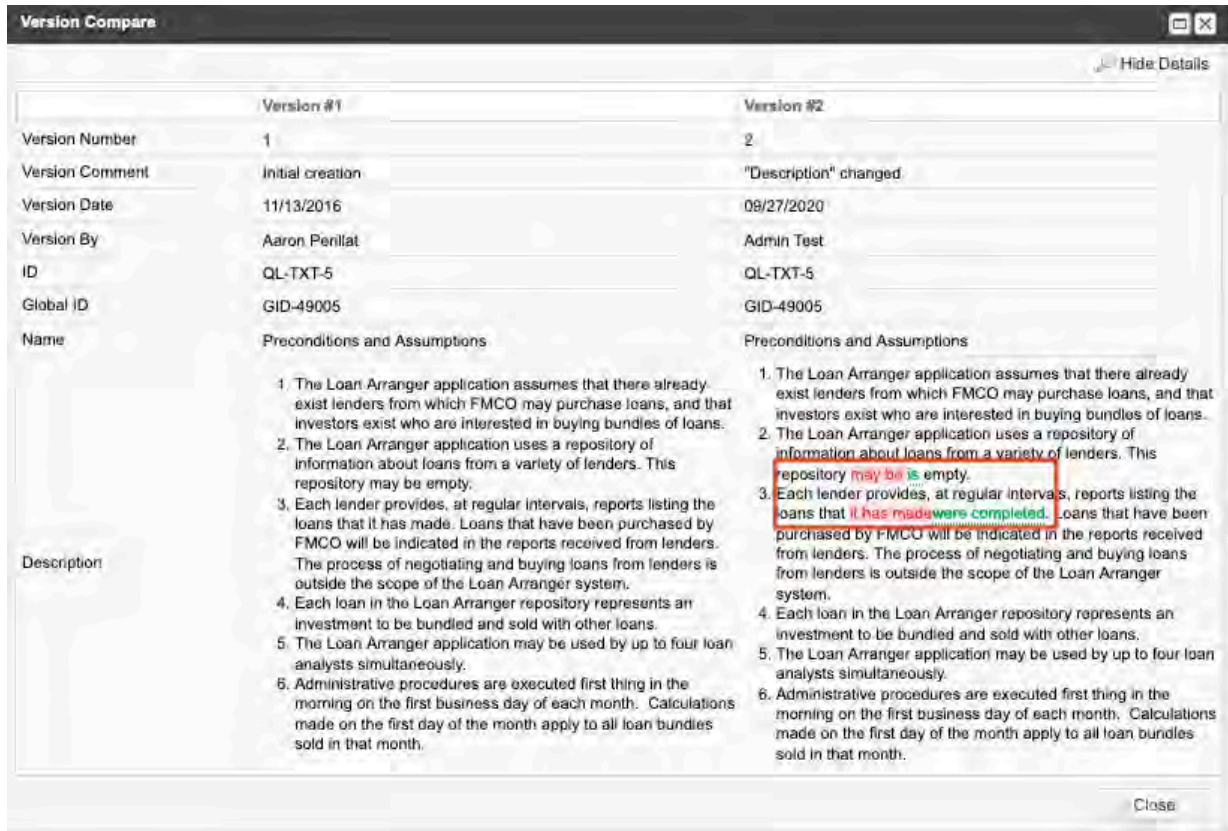 Version Compare
Hide Details
Version #1 Version #2
Version Number 1 2
Version Comment Initial creation "Description" changed
Version Date 11/13/2016 09/27/2020
Version By Aaron Perillat Admin Test
ID QL-TXT-5 QL-TXT-5
Global ID GID-49005 GID-49005
Name Preconditions and Assumptions Preconditions and Assumptions
Description
1. The Loan Arranger application assumes that there already
exist lenders from which FMCO may purchase loans, and that
investors exist who are interested in buying bundles of loans.
2. The Loan Arranger application uses a repository of
information about loans from a variety of lenders. This
repository may be empty.
3. Each lender provides, at regular intervals, reports listing the
loans that it has made. Loans that have been purchased by
FMCO will be indicated in the reports received from lenders.
The process of negotiating and buying loans from lenders is
outside the scope of the Loan Arranger system.
4. Each loan in the Loan Arranger repository represents an
investment to be bundled and sold with other loans.
5. The Loan Arranger application may be used by up to four loan
analysts simultaneously.
6. Administrative procedures are executed first thing in the
morning on the first business day of each month. Calculations
made on the first day of the month apply to all loan bundles
sold in that month.
1. The Loan Arranger application assumes that there already
exist lenders from which FMCO may purchase loans, and that
investors exist who are interested in buying bundles of loans.
2. The Loan Arranger application uses a repository of
information about loans from a variety of lenders. This
repository may be is empty.
3. Each lender provides, at regular intervals, reports listing the
loans that it has madewere completed. Loans that have been
purchased by FMCO will be indicated in the reports received
from lenders. The process of negotiating and buying loans
from lenders is outside the scope of the Loan Arranger
system.
4. Each loan in the Loan Arranger repository represents an
investment to be bundled and sold with other loans.
5. The Loan Arranger application may be used by up to four loan
analysts simultaneously.
6. Administrative procedures are executed first thing in the
morning on the first business day of each month. Calculations
made on the first day of the month apply to all loan bundles
sold in that month.
Close